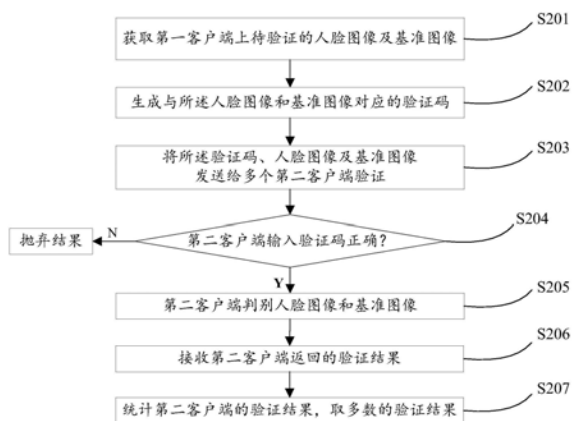 获取第一客户端上待验证的人脸图像及基准图像
S201
生成与所述人脸图像和基准图像对应的验证码
S202
将所述验证码、人脸图像及基准图像
发送给多个第二客户端验证
S203
第二客户端输入验证码正确？
S204
N
抛弃结果
Y
第二客户端判别人脸图像和基准图像
S205
接收第二客户端返回的验证结果
S206
统计第二客户端的验证结果，取多数的验证结果
S207